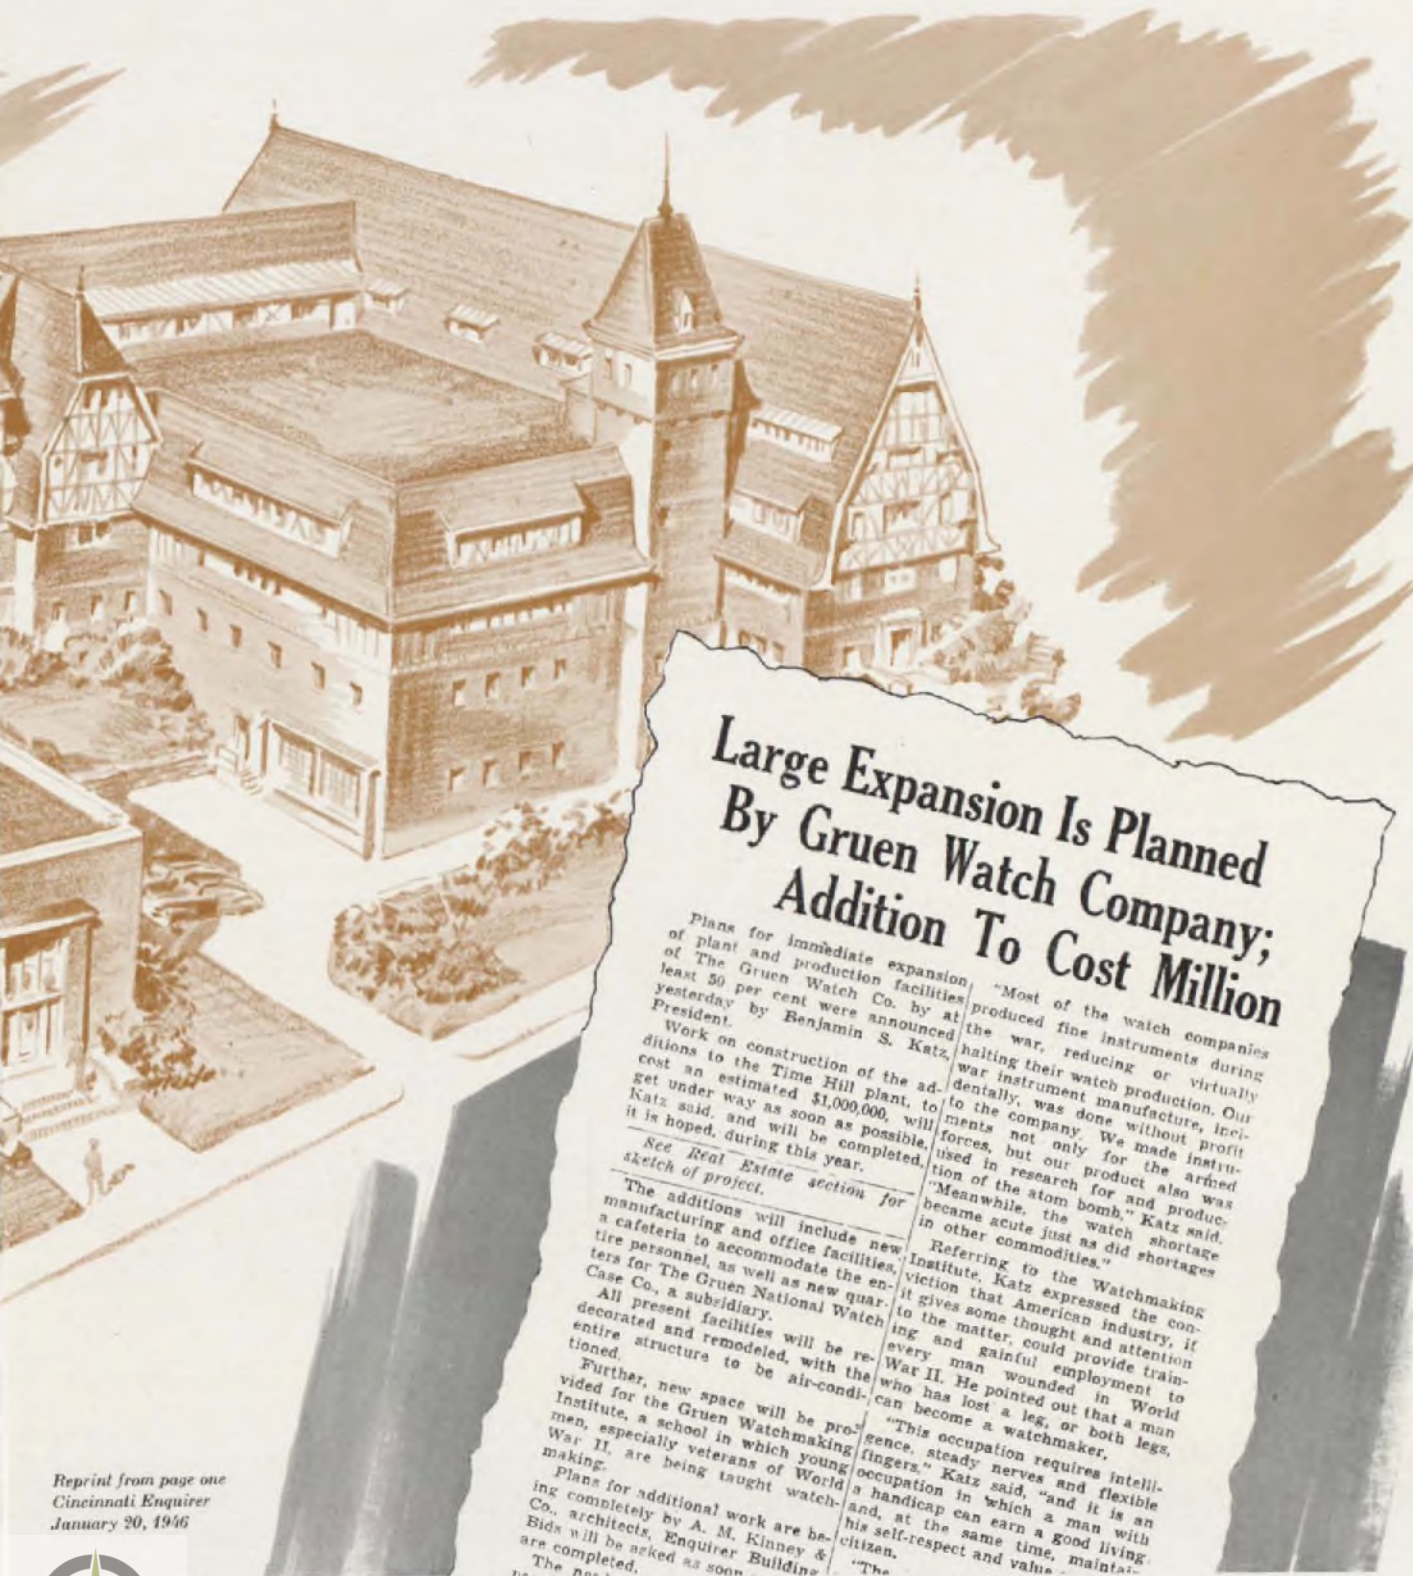 Large Expansion Is Planned
By Gruen Watch Company;
Addition To Cost Million
Plans for immediate expansion
of plant and production facilities
of The Gruen Watch Co. by at
least 50 per cent were announced
yesterday by Benjamin S. Katz,
President.
Work on construction of the ad-
ditions to the Time Hill plant, to
cost an estimated $1,000,000, will
get under way as soon as possible,
Katz said, and will be completed,
it is hoped, during this year.
See Real Estate section for
sketch of project.
The additions will include new
manufacturing and office facilities,
a cafeteria to accommodate the en-
tire personnel, as well as new quar-
ters for The Gruen National Watch
Case Co., a subsidiary.
All present facilities will be re-
decorated and remodeled, with the
entire structure to be air-condi-
tioned.
Further, new space will be pro-
vided for the Gruen Watchmaking
Institute, a school in which young
men, especially veterans of World
War II, are being taught watch-
making.
Plans for additional work are be-
ing completely by A. M. Kinney &
Co., architects, Enquirer Building
Bids will be asked as soon
are completed.
The
"Most of the watch companies
produced fine instruments during
the war, reducing or virtually
halting their watch production. Our
war instrument manufacture, inci-
dentally, was done without profit
to the company. We made instru-
ments not only for the armed
forces, but our product also was
used in research for and produc-
tion of the atom bomb," Katz said.
"Meanwhile, the watch shortage
became acute just as did shortages
in other commodities."
Referring to the Watchmaking
Institute, Katz expressed the con-
viction that American industry, if
it gives some thought and attention
to the matter, could provide train-
ing and gainful employment to
every man wounded in World
War II. He pointed out that a man
who has lost a leg, or both legs,
can become a watchmaker.
"This occupation requires intelli-
gence, steady nerves and flexible
fingers," Katz said, "and it is an
occupation in which a man with
a handicap can earn a good living
and, at the same time, maintain
his self-respect and value
citizen.
"The
Reprint from page one
Cincinnati Enquirer
January 20, 1946